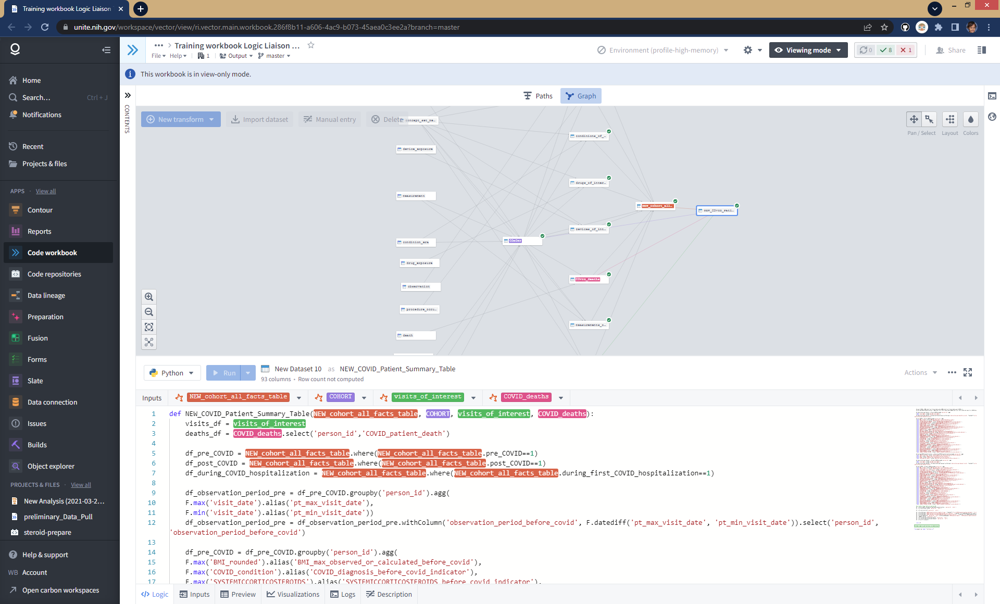 Training workbook Logic Liaison
unite.nih.gov/workspace/vector/view/ri.vector.main.workbook.286f8b11-a606-4ac9-b073-45aea0c3ee2a?branch=master
Training workbook Logic Liaison ...
File Help 1 Output master
Environment (profile-high-memory)
Viewing mode
0 8 1
Share
This workbook is in view-only mode.
Home
Search... Ctrl + J
Notifications
Recent
Projects & files
APPS · View all
Contour
Reports
Code workbook
Code repositories
Data lineage
Preparation
Fusion
Forms
Slate
Data connection
Issues
Builds
Object explorer
PROJECTS & FILES · View all
New Analysis (2021-03-2...
preliminary_Data_Pull
steroid-prepare
Help & support
WB Account
Open carbon workspaces
CONTENTS
Paths Graph
New transform Import dataset Manual entry Delete
Pan / Select Layout Colors
concept_set_me...
conditions_of_...
device_exposure
drugs_of_inter...
measurement
NEW_cohort_all...
NEW_COVID_Pati...
devices_of_int...
COHORT
condition_era
drug_exposure
COVID_deaths
observation
procedure_occu...
measurements_o...
death
Python Run New Dataset 10 as NEW_COVID_Patient_Summary_Table
93 columns • Row count not computed
Actions
Inputs NEW_cohort_all_facts_table COHORT visits_of_interest COVID_deaths
1 def NEW_COVID_Patient_Summary_Table(NEW_cohort_all_facts_table, COHORT, visits_of_interest, COVID_deaths):
2 visits_df = visits_of_interest
3 deaths_df = COVID_deaths.select('person_id','COVID_patient_death')
4
5 df_pre_COVID = NEW_cohort_all_facts_table.where(NEW_cohort_all_facts_table.pre_COVID==1)
6 df_post_COVID = NEW_cohort_all_facts_table.where(NEW_cohort_all_facts_table.post_COVID==1)
7 df_during_COVID_hospitalization = NEW_cohort_all_facts_table.where(NEW_cohort_all_facts_table.during_first_COVID_hospitalization==1)
8
9 df_observation_period_pre = df_pre_COVID.groupby('person_id').agg(
10 F.max('visit_date').alias('pt_max_visit_date'),
11 F.min('visit_date').alias('pt_min_visit_date'))
12 df_observation_period_pre = df_observation_period_pre.withColumn('observation_period_before_covid', F.datediff('pt_max_visit_date', 'pt_min_visit_date')).select('person_id',
'observation_period_before_covid')
13
14 df_pre_COVID = df_pre_COVID.groupby('person_id').agg(
15 F.max('BMI_rounded').alias('BMI_max_observed_or_calculated_before_covid'),
16 F.max('COVID_condition').alias('COVID_diagnosis_before_covid_indicator'),
17 F.max('SYSTEMICCORTICOSTEROIDS').alias('SYSTEMICCORTICOSTEROIDS_before_covid_indicator'),
Logic Inputs Preview Visualizations Logs Description